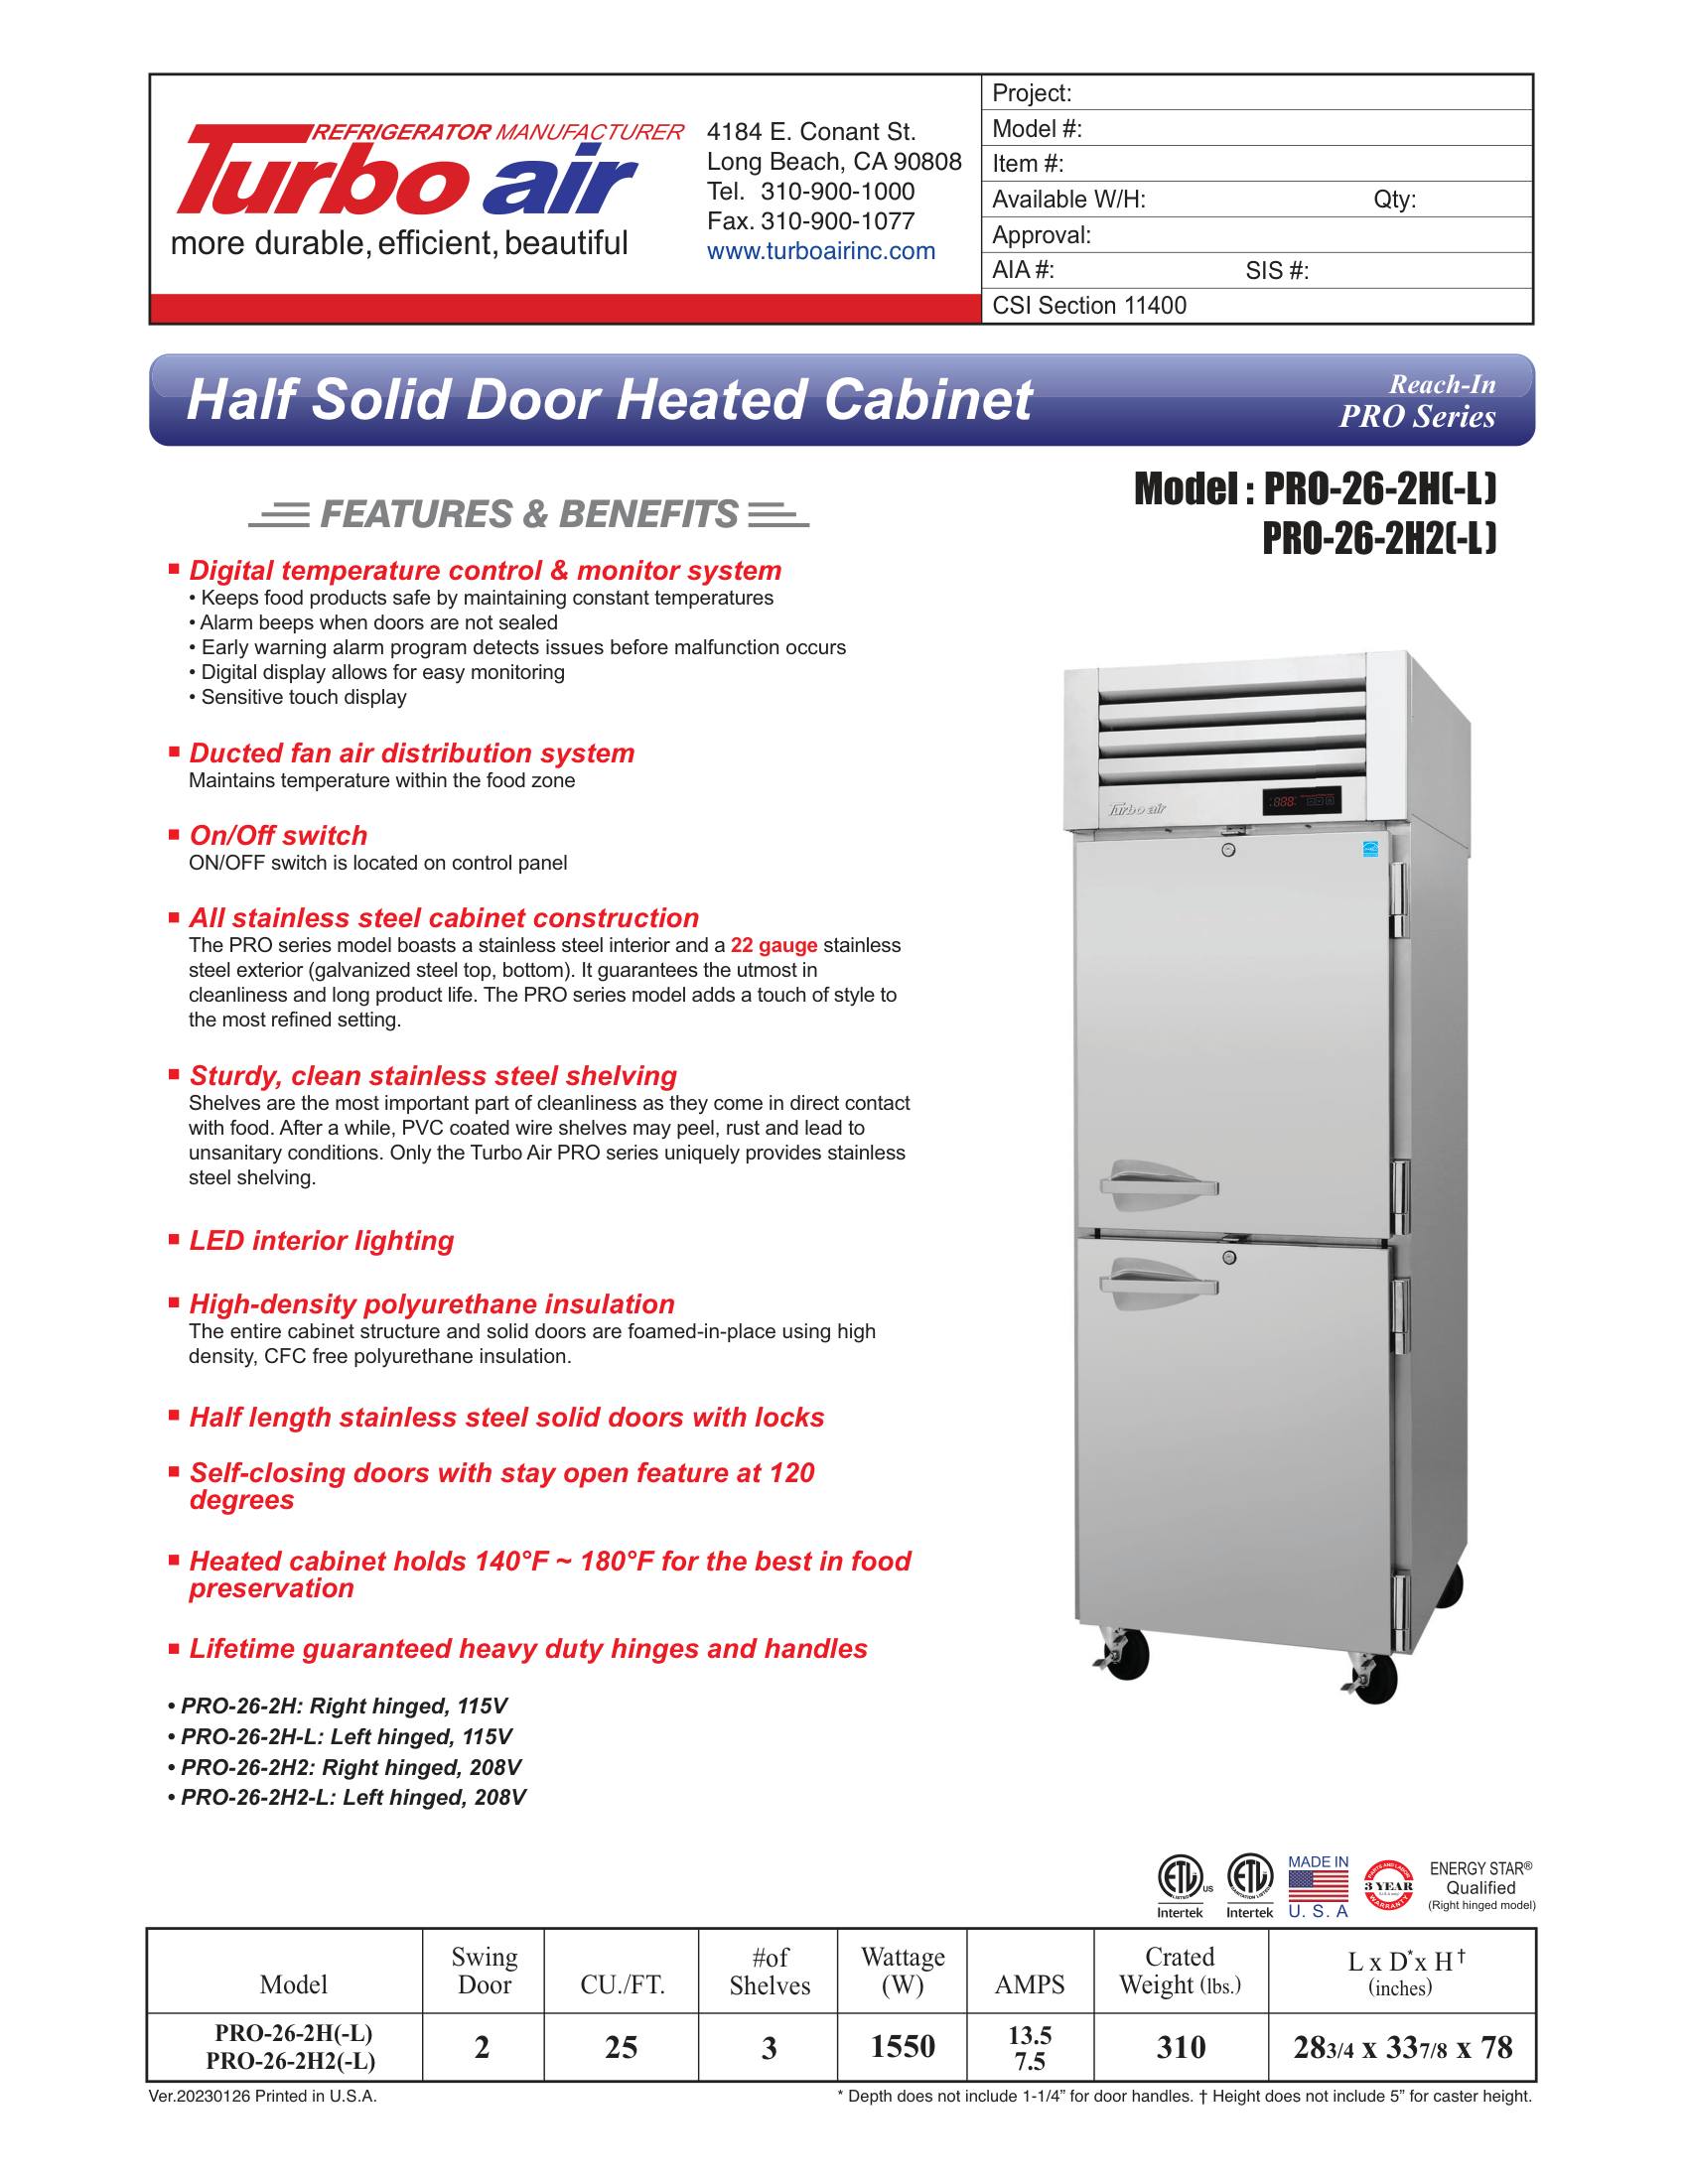 REFRIGERATOR MANUFACTURER
Turbo air
more durable, efficient, beautiful
4184 E. Conant St.
Long Beach, CA 90808
Tel. 310-900-1000
Fax. 310-900-1077
www.turboairinc.com
Project:
Model #:
Item #:
Available W/H: Qty:
Approval:
AIA #: SIS #:
CSI Section 11400
Half Solid Door Heated Cabinet
Reach-In
PRO Series
Model : PRO-26-2H(-L)
PRO-26-2H2(-L)
FEATURES & BENEFITS
Digital temperature control & monitor system
• Keeps food products safe by maintaining constant temperatures
• Alarm beeps when doors are not sealed
• Early warning alarm program detects issues before malfunction occurs
• Digital display allows for easy monitoring
• Sensitive touch display
Ducted fan air distribution system
Maintains temperature within the food zone
On/Off switch
ON/OFF switch is located on control panel
All stainless steel cabinet construction
The PRO series model boasts a stainless steel interior and a 22 gauge stainless
steel exterior (galvanized steel top, bottom). It guarantees the utmost in
cleanliness and long product life. The PRO series model adds a touch of style to
the most refined setting.
Sturdy, clean stainless steel shelving
Shelves are the most important part of cleanliness as they come in direct contact
with food. After a while, PVC coated wire shelves may peel, rust and lead to
unsanitary conditions. Only the Turbo Air PRO series uniquely provides stainless
steel shelving.
LED interior lighting
High-density polyurethane insulation
The entire cabinet structure and solid doors are foamed-in-place using high
density, CFC free polyurethane insulation.
Half length stainless steel solid doors with locks
Self-closing doors with stay open feature at 120
degrees
Heated cabinet holds 140°F ~ 180°F for the best in food
preservation
Lifetime guaranteed heavy duty hinges and handles
• PRO-26-2H: Right hinged, 115V
• PRO-26-2H-L: Left hinged, 115V
• PRO-26-2H2: Right hinged, 208V
• PRO-26-2H2-L: Left hinged, 208V
Turbo air
888
ETL
LISTED
US
Intertek
ETL
SANITATION LISTED
Intertek
MADE IN
U. S. A
PARTS AND LABOR
3 YEAR
WARRANTY
ENERGY STAR®
Qualified
(Right hinged model)
Model Swing Door CU./FT. #of Shelves Wattage (W) AMPS Crated Weight (lbs.) L x D* x H† (inches)
PRO-26-2H(-L)
PRO-26-2H2(-L)
2 25 3 1550
13.5
7.5
310 28 3/4 x 33 7/8 x 78
Ver.20230126 Printed in U.S.A.
* Depth does not include 1-1/4” for door handles. † Height does not include 5” for caster height.